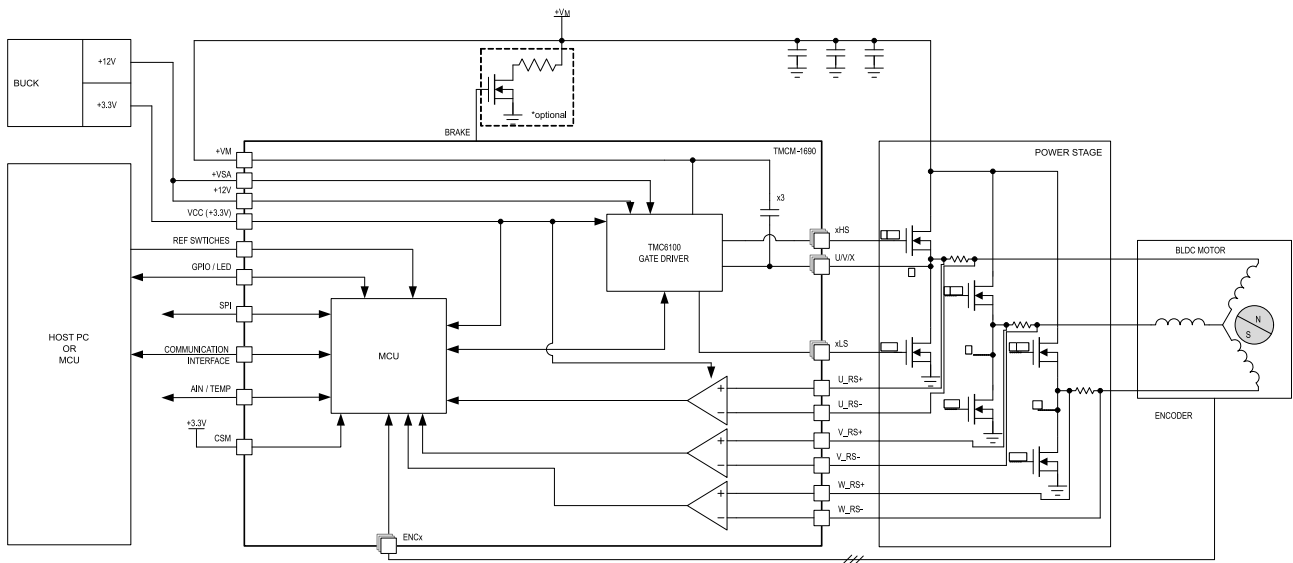 +VM
BUCK
+12V
+3.3V
*optional
BRAKE
+VM
TMCM-1690
POWER STAGE
+VSA
+12V
x3
VCC (+3.3V)
TMC6100
GATE DRIVER
xHS
REF SWTICHES
U/V/X
BLDC MOTOR
GPIO / LED
SPI
N
S
HOST PC
OR
MCU
COMMUNICATION
INTERFACE
MCU
xLS
AIN / TEMP
U_RS+
+
-
U_RS-
ENCODER
+3.3V
CSM
V_RS+
+
-
V_RS-
W_RS+
+
-
W_RS-
ENCx